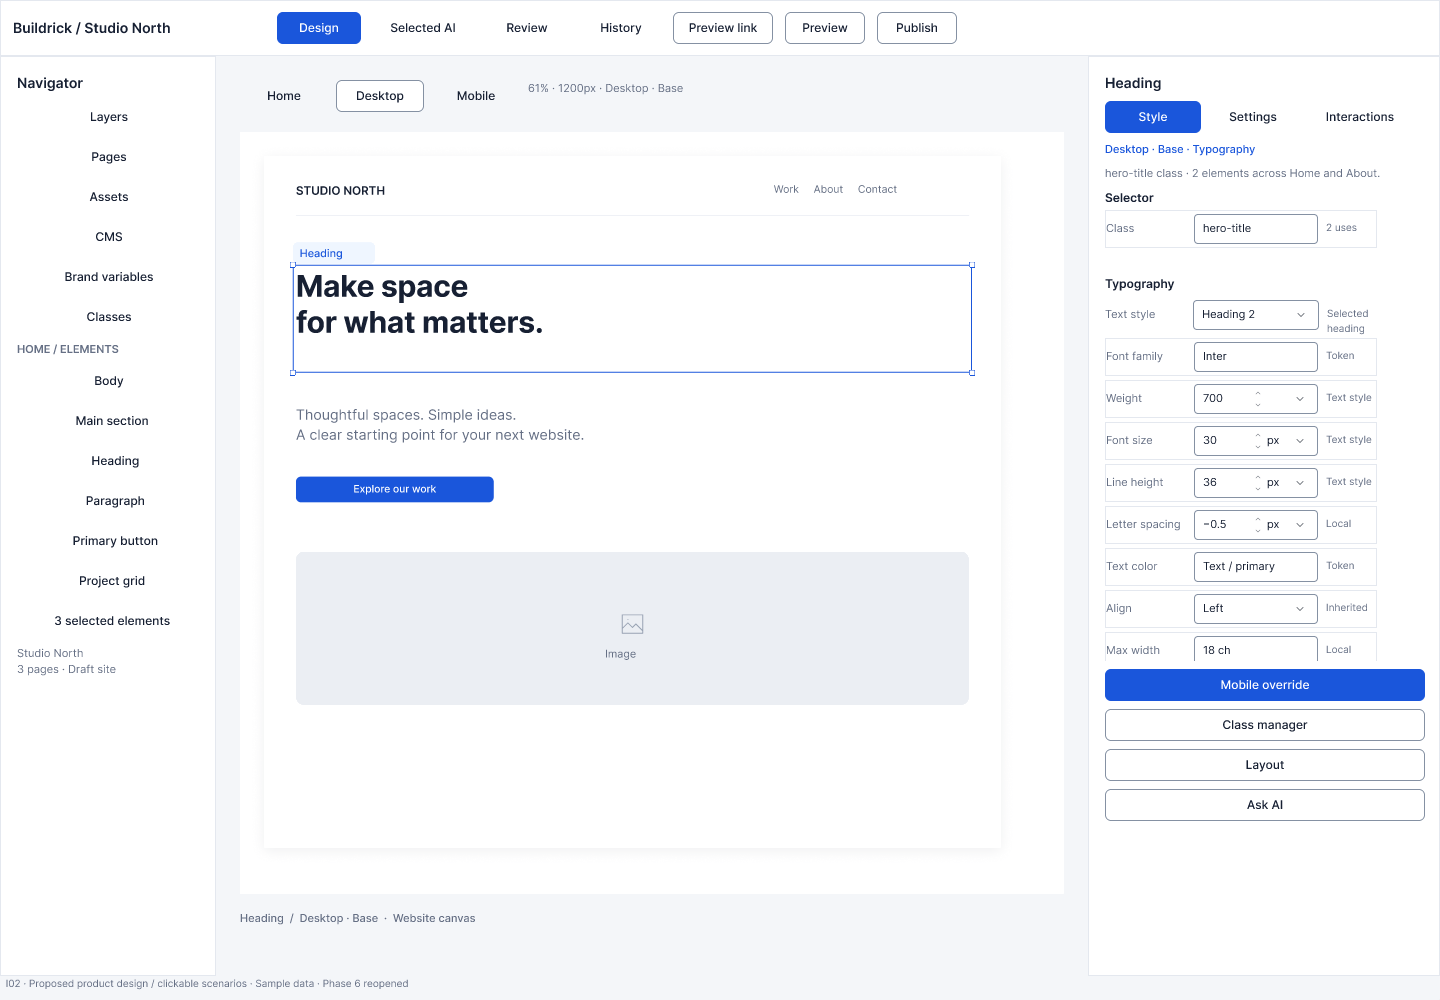 Buildrick / Studio North
Design
Selected AI
Review
History
Preview link
Preview
Publish
Navigator
Layers
Pages
Assets
CMS
Brand variables
Classes
HOME / ELEMENTS
Body
Main section
Heading
Paragraph
Primary button
Project grid
3 selected elements
Studio North
3 pages · Draft site
Home
Desktop
Mobile
61% · 1200px · Desktop · Base
STUDIO NORTH
Work
About
Contact
Heading
Make space
for what matters.
Thoughtful spaces. Simple ideas.
A clear starting point for your next website.
Explore our work
Image
Heading / Desktop · Base · Website canvas
Heading
Style
Settings
Interactions
Desktop · Base · Typography
hero-title class · 2 elements across Home and About.
Selector
Class hero-title 2 uses
Typography
Text style Heading 2 Selected
heading
Font family Inter Token
Weight 700 Text style
Font size 30 px Text style
Line height 36 px Text style
Letter spacing −0.5 px Local
Text color Text / primary Token
Align Left Inherited
Max width 18 ch Local
Mobile override
Class manager
Layout
Ask AI
I02 · Proposed product design / clickable scenarios · Sample data · Phase 6 reopened